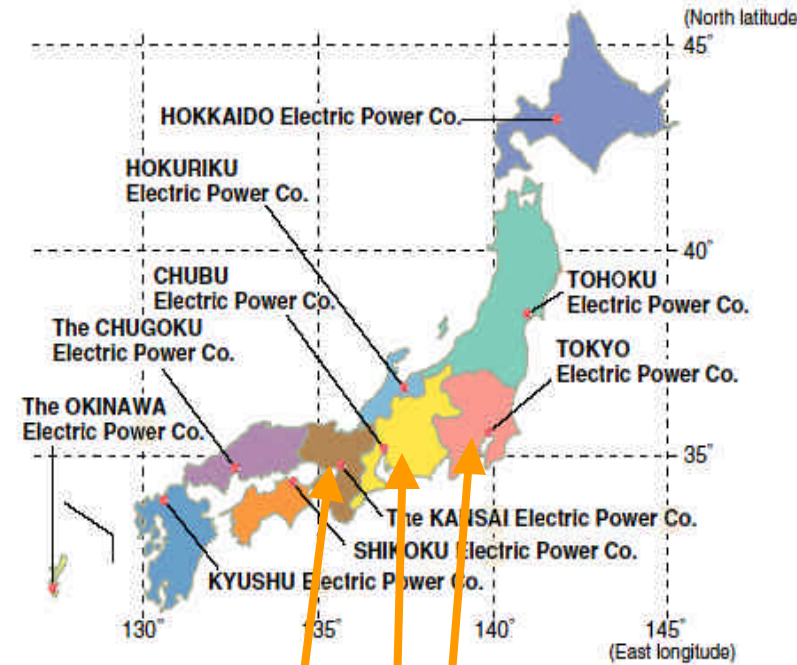 (North latitude
45°
HOKKAIDO Electric Power Co.
HOKURIKU
Electric Power Co.
40°
CHUBU
Electric Power Co.
TOHOKU
Electric Power Co.
The CHUGOKU
Electric Power Co.
TOKYO
Electric Power Co.
The OKINAWA
Electric Power Co.
35°
The KANSAI Electric Power Co.
SHIKOKU Electric Power Co.
KYUSHU Electric Power Co.
130° 135° 140° 145°
(East longitude)